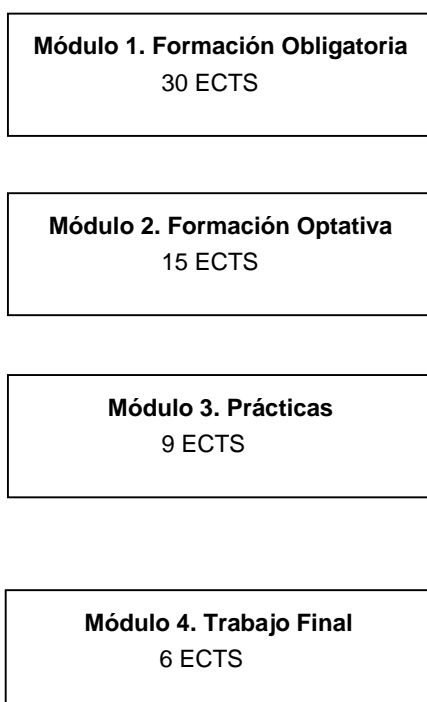 Módulo 1. Formación Obligatoria
30 ECTS
Módulo 2. Formación Optativa
15 ECTS
Módulo 3. Prácticas
9 ECTS
Módulo 4. Trabajo Final
6 ECTS